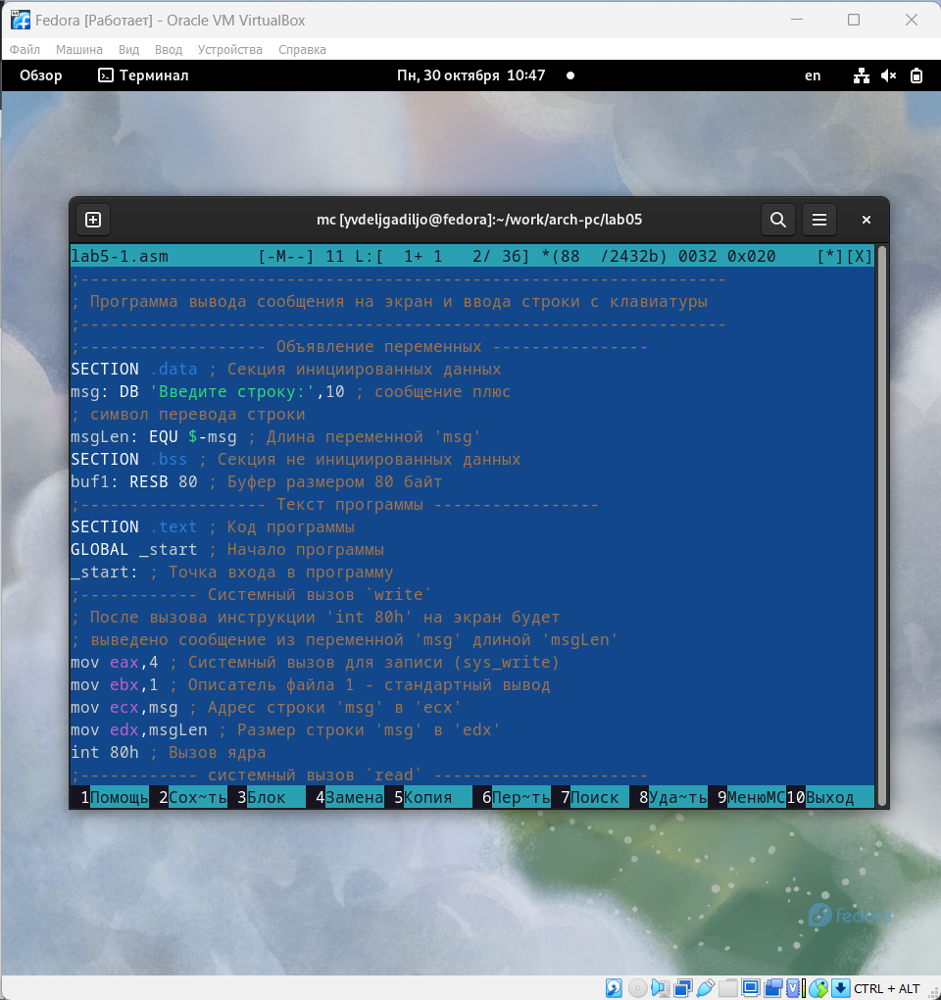 Fedora [Работает] - Oracle VM VirtualBox
Файл Машина Вид Ввод Устройства Справка
Обзор Терминал Пн, 30 октября 10:47 en
mc [yvdeljgadiljo@fedora]:~/work/arch-pc/lab05
lab5-1.asm [-M--] 11 L:[ 1+ 1 2/ 36] *(88 /2432b) 0032 0x020 [*][X]
;------------------------------------------------------------------
; Программа вывода сообщения на экран и ввода строки с клавиатуры
;------------------------------------------------------------------
;------------------- Объявление переменных ----------------
SECTION .data ; Секция инициированных данных
msg: DB 'Введите строку:',10 ; сообщение плюс
; символ перевода строки
msgLen: EQU $-msg ; Длина переменной 'msg'
SECTION .bss ; Секция не инициированных данных
buf1: RESB 80 ; Буфер размером 80 байт
;------------------- Текст программы -----------------
SECTION .text ; Код программы
GLOBAL _start ; Начало программы
_start: ; Точка входа в программу
;------------ Cистемный вызов `write`
; После вызова инструкции 'int 80h' на экран будет
; выведено сообщение из переменной 'msg' длиной 'msgLen'
mov eax,4 ; Системный вызов для записи (sys_write)
mov ebx,1 ; Описатель файла 1 - стандартный вывод
mov ecx,msg ; Адрес строки 'msg' в 'ecx'
mov edx,msgLen ; Размер строки 'msg' в 'edx'
int 80h ; Вызов ядра
;------------ системный вызов `read` ----------------------
1Помощь 2Сох~ть 3Блок 4Замена 5Копия 6Пер~ть 7Поиск 8Уда~ть 9МенюMC 10Выход
fedora
CTRL + ALT